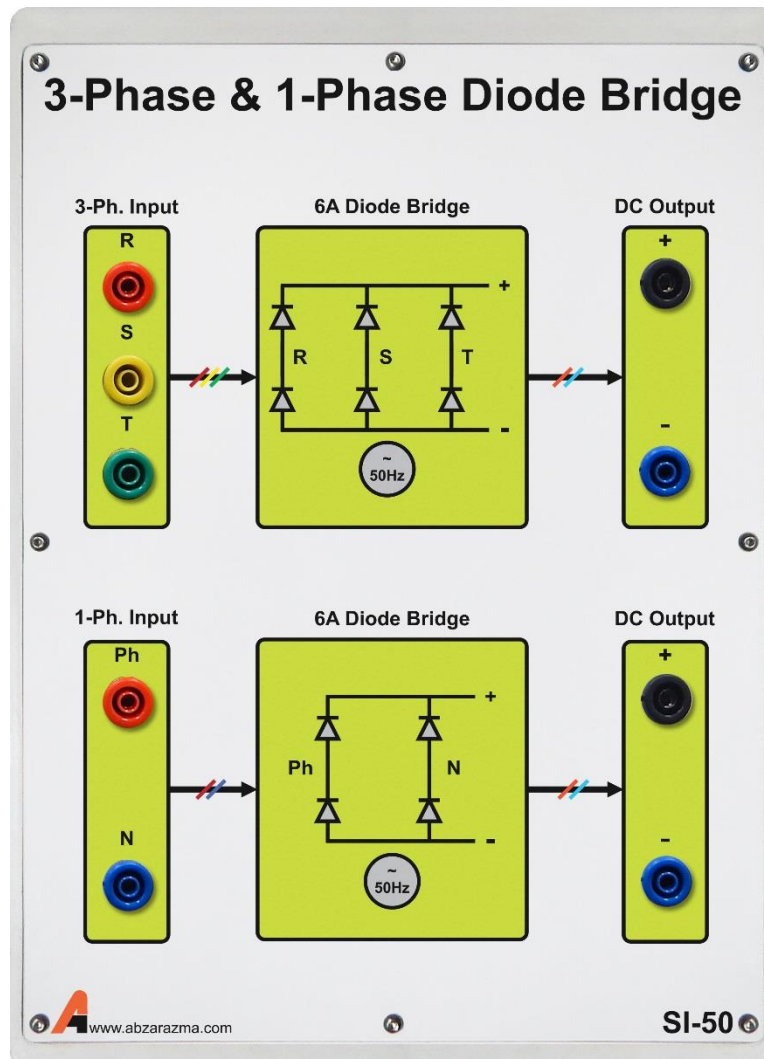 3-Phase & 1-Phase Diode Bridge
3-Ph. Input
6A Diode Bridge
DC Output
R
S
T
R
S
T
+
-
~
50Hz
+
-
1-Ph. Input
6A Diode Bridge
DC Output
Ph
N
Ph
N
+
-
~
50Hz
+
-
www.abzarazma.com
SI-50